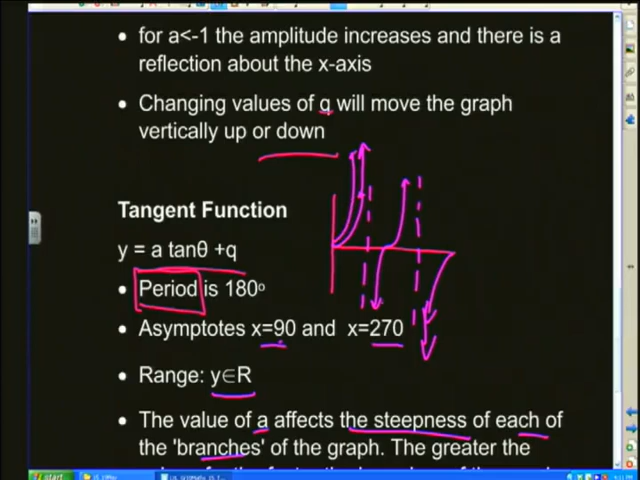 • for a<-1 the amplitude increases and there is a
reflection about the x-axis
• Changing values of q will move the graph
vertically up or down
Tangent Function
y = a tanθ +q
• Period is 180º
• Asymptotes x=90 and x=270
• Range: y∈R
• The value of a affects the steepness of each of
the 'branches' of the graph. The greater the
start